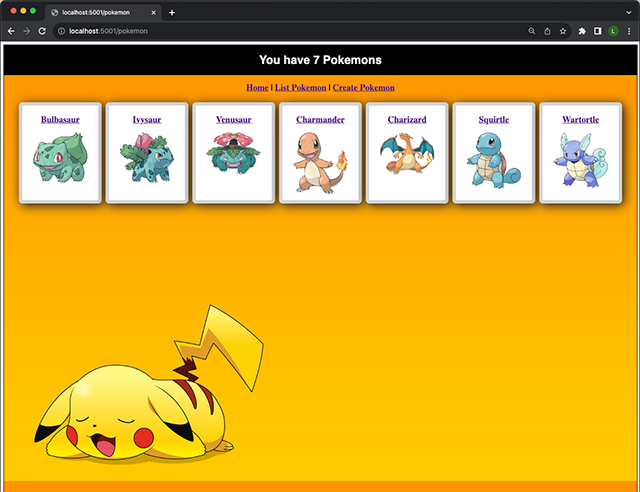 localhost:5001/pokemon
localhost:5001/pokemon
L
You have 7 Pokemons
Home | List Pokemon | Create Pokemon
Bulbasaur Ivysaur Venusaur Charmander Charizard Squirtle Wartortle